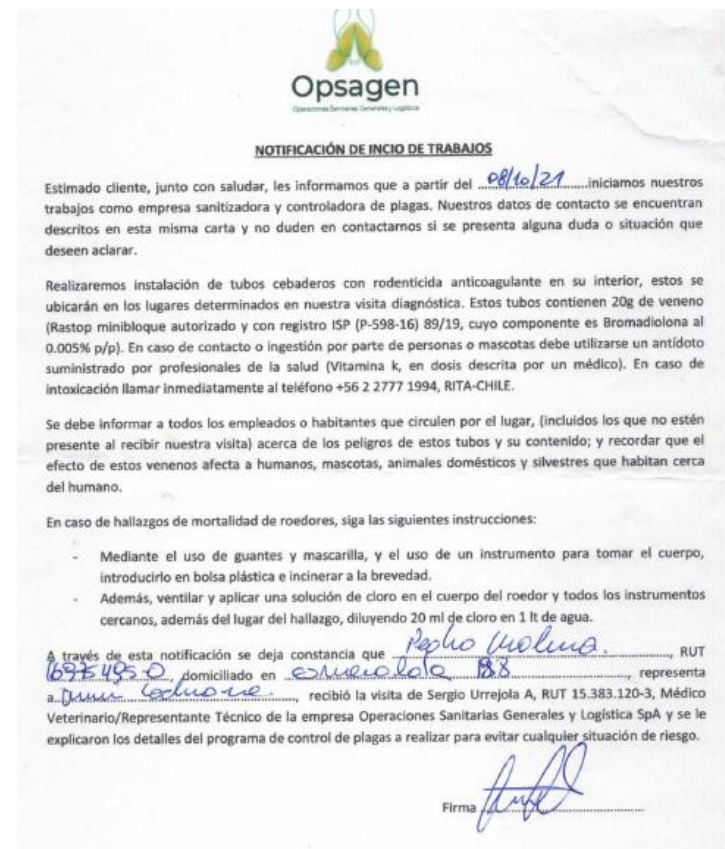 Opsagen
Operaciones Sanitarias Generales y Logística
NOTIFICACIÓN DE INCIO DE TRABAJOS
Estimado cliente, junto con saludar, les informamos que a partir del 08/10/21 iniciamos nuestros
trabajos como empresa sanitizadora y controladora de plagas. Nuestros datos de contacto se encuentran
descritos en esta misma carta y no duden en contactarnos si se presenta alguna duda o situación que
deseen aclarar.
Realizaremos instalación de tubos cebaderos con rodenticida anticoagulante en su interior, estos se
ubicarán en los lugares determinados en nuestra visita diagnóstica. Estos tubos contienen 20g de veneno
(Rastop minibloque autorizado y con registro ISP (P-598-16) 89/19, cuyo componente es Bromadiolona al
0.005% p/p). En caso de contacto o ingestión por parte de personas o mascotas debe utilizarse un antídoto
suministrado por profesionales de la salud (Vitamina k, en dosis descrita por un médico). En caso de
intoxicación llamar inmediatamente al teléfono +56 2 2777 1994, RITA-CHILE.
Se debe informar a todos los empleados o habitantes que circulen por el lugar, (incluidos los que no estén
presente al recibir nuestra visita) acerca de los peligros de estos tubos y su contenido; y recordar que el
efecto de estos venenos afecta a humanos, mascotas, animales domésticos y silvestres que habitan cerca
del humano.
En caso de hallazgos de mortalidad de roedores, siga las siguientes instrucciones:
- Mediante el uso de guantes y mascarilla, y el uso de un instrumento para tomar el cuerpo,
introducirlo en bolsa plástica e incinerar a la brevedad.
- Además, ventilar y aplicar una solución de cloro en el cuerpo del roedor y todos los instrumentos
cercanos, además del lugar del hallazgo, diluyendo 20 ml de cloro en 1 lt de agua.
A través de esta notificación se deja constancia que Pedro Molina., RUT
domiciliado en, representa
a, recibió la visita de Sergio Urrejola A, RUT 15.383.120-3, Médico
Veterinario/Representante Técnico de la empresa Operaciones Sanitarias Generales y Logística SpA y se le
explicaron los detalles del programa de control de plagas a realizar para evitar cualquier situación de riesgo.
Firma